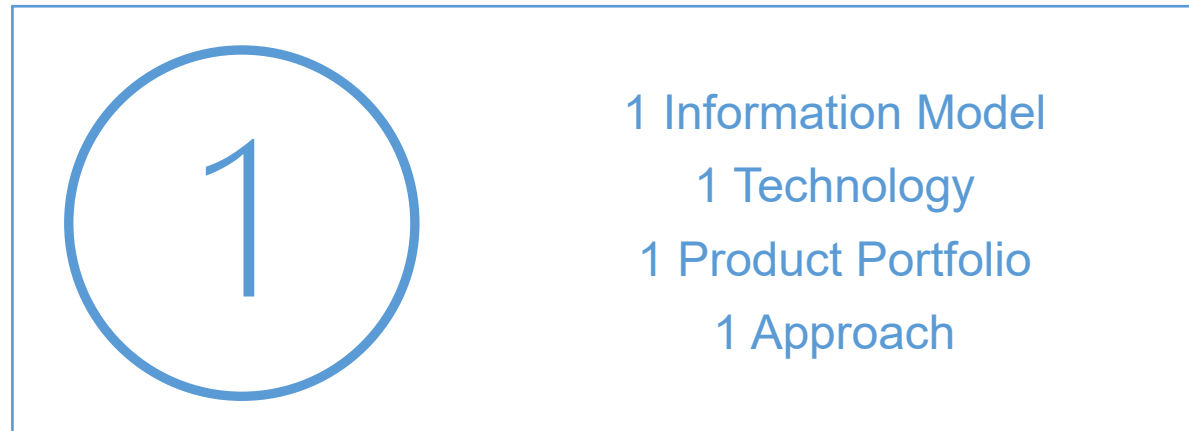 1
1 Information Model
1 Technology
1 Product Portfolio
1 Approach